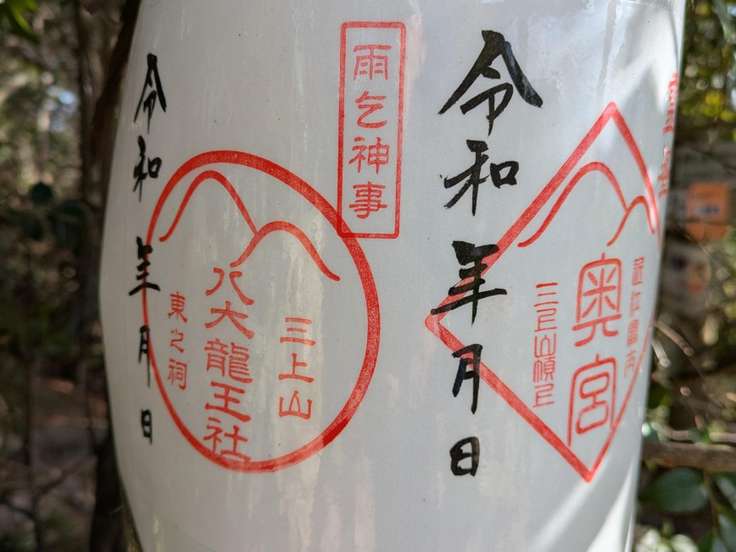 奥宮
三上山頂上
令和 年 月 日
雨乞神事
三上山
八大龍王社
東之祠
令和 年 月 日